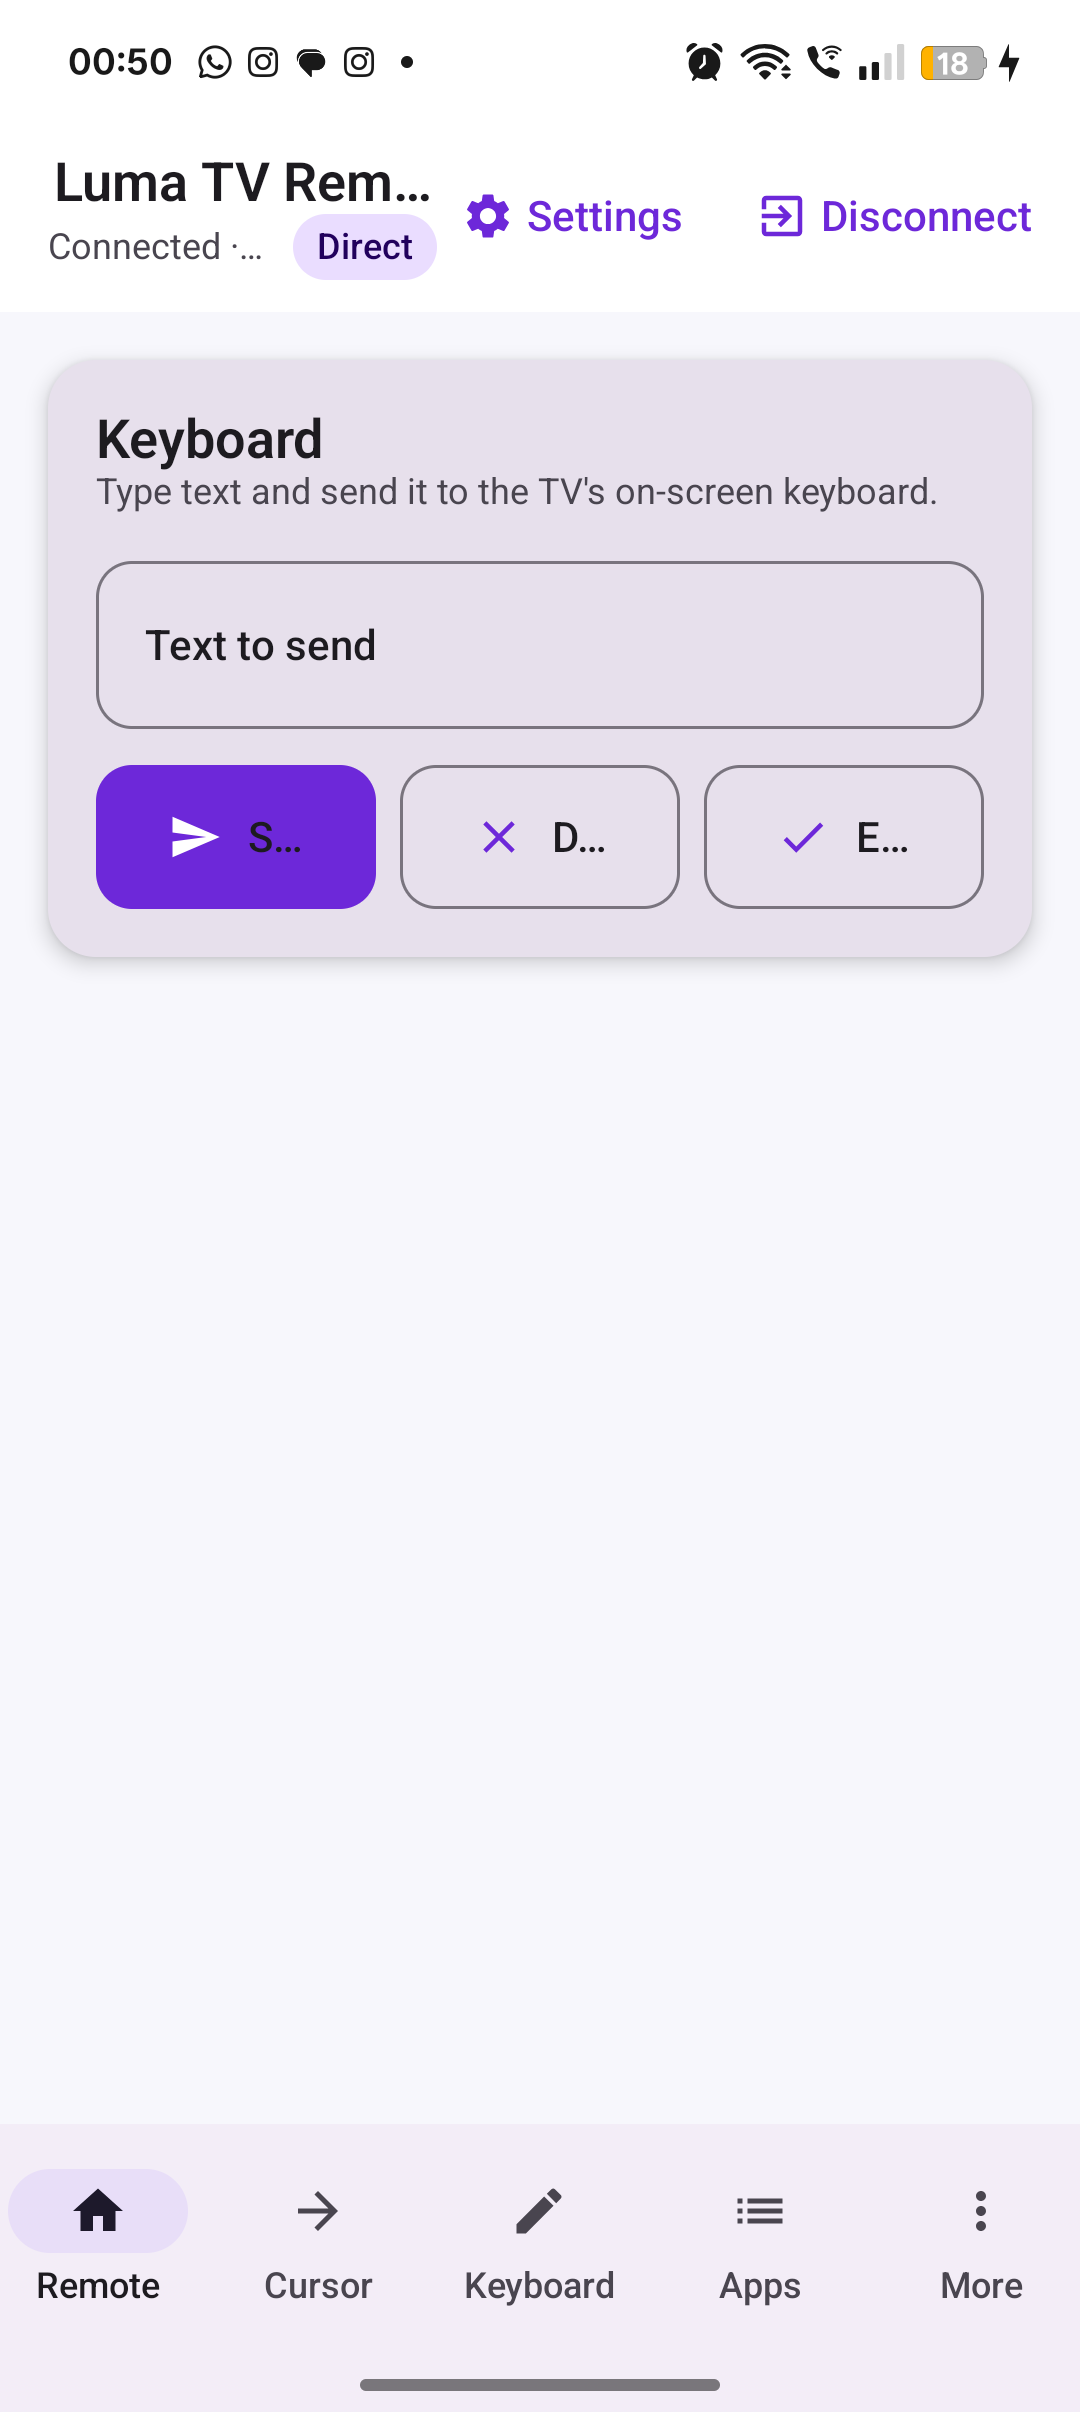 00:50
18
Luma TV Rem...
Connected ·...
Direct
Settings
Disconnect
Keyboard
Type text and send it to the TV's on-screen keyboard.
Text to send
S...
D...
E...
Remote
Cursor
Keyboard
Apps
More